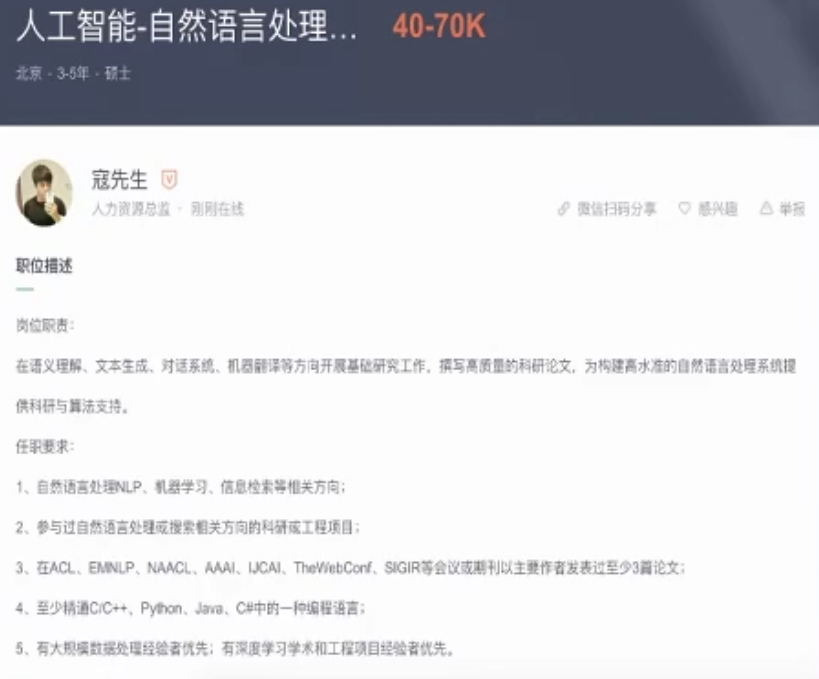 人工智能-自然语言处理... 40-70K
北京 · 3-5年 · 硕士
寇先生
人力资源总监 · 刚刚在线 微信扫码分享 感兴趣 举报
职位描述
岗位职责：
在语义理解、文本生成、对话系统、机器翻译等方向开展基础研究工作，撰写高质量的科研论文，为构建高水准的自然语言处理系统提
供科研与算法支持。
任职要求：
1、自然语言处理NLP、机器学习、信息检索等相关方向；
2、参与过自然语言处理或搜索相关方向的科研或工程项目；
3、在ACL、EMNLP、NAACL、AAAI、IJCAI、TheWebConf、SIGIR等会议或期刊以主要作者发表过至少3篇论文；
4、至少精通C/C++、Python、Java、C#中的一种编程语言；
5、有大规模数据处理经验者优先；有深度学习学术和工程项目经验者优先。